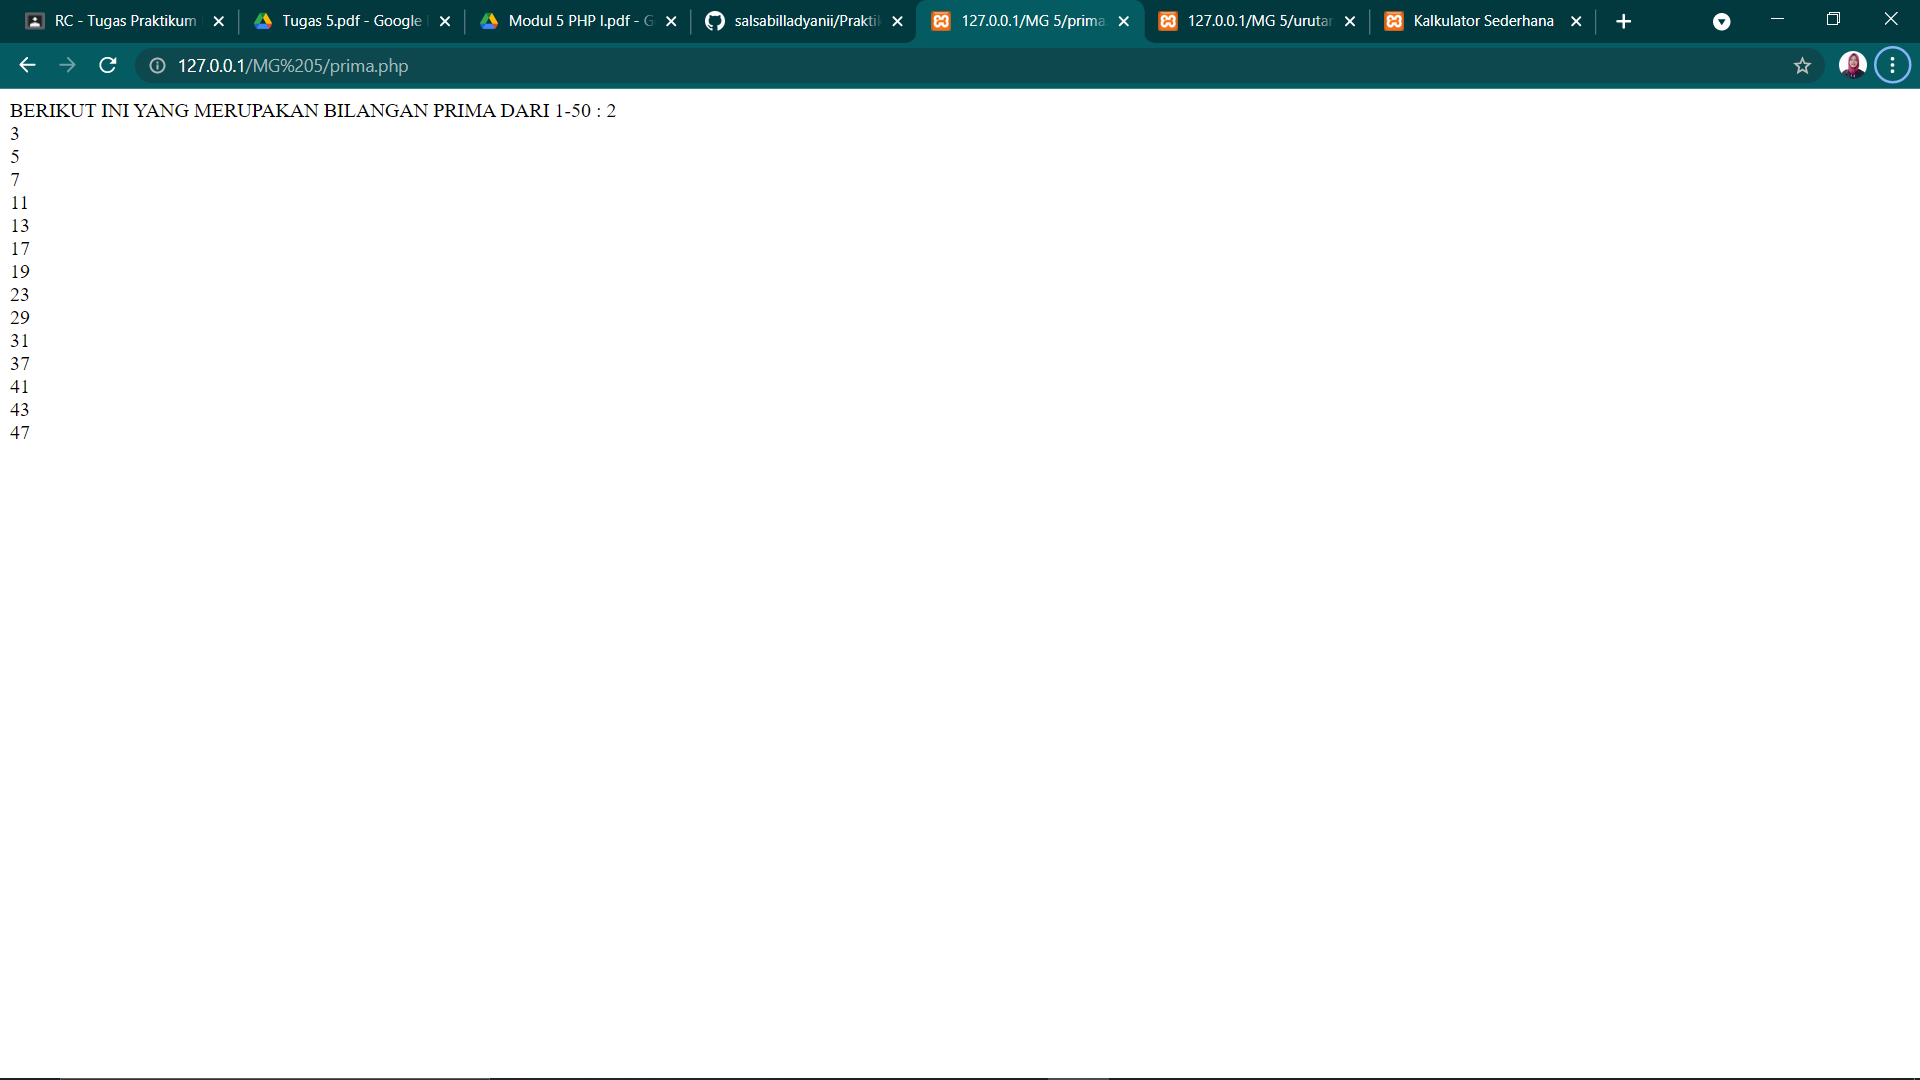 RC - Tugas Praktikum
Tugas 5.pdf - Google
Modul 5 PHP I.pdf - G
salsabilladyanii/Prakti
127.0.0.1/MG 5/prima
127.0.0.1/MG 5/uruta
Kalkulator Sederhana
127.0.0.1/MG%205/prima.php
BERIKUT INI YANG MERUPAKAN BILANGAN PRIMA DARI 1-50 : 2
3
5
7
11
13
17
19
23
29
31
37
41
43
47